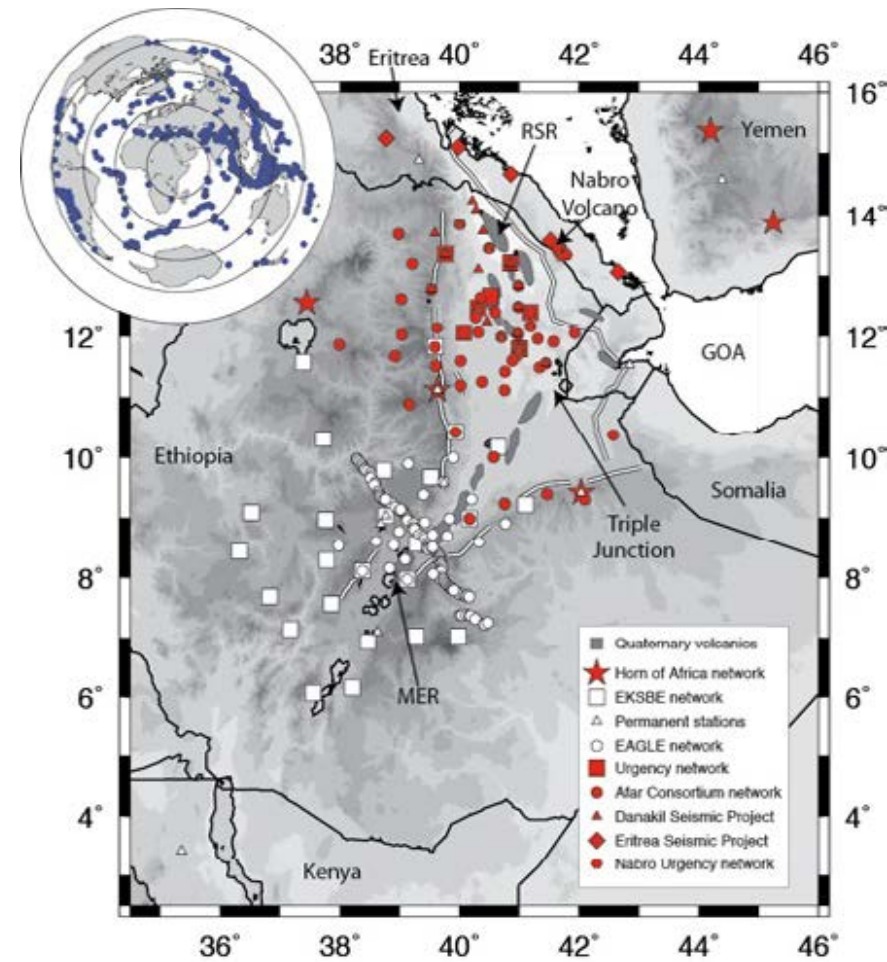 38° 40° 42° 44° 46°
Eritrea
16°
RSR
Yemen
Nabro
Volcano
14°
12° 12°
GOA
10° 10°
Ethiopia
Somalia
Triple
Junction
8° 8°
MER
6° 6°
4° 4°
Kenya
Quaternary volcanics
Horn of Africa network
EKSBE network
Permanent stations
EAGLE network
Urgency network
Afar Consortium network
Danakil Seismic Project
Eritrea Seismic Project
Nabro Urgency network
36° 38° 40° 42° 44° 46°